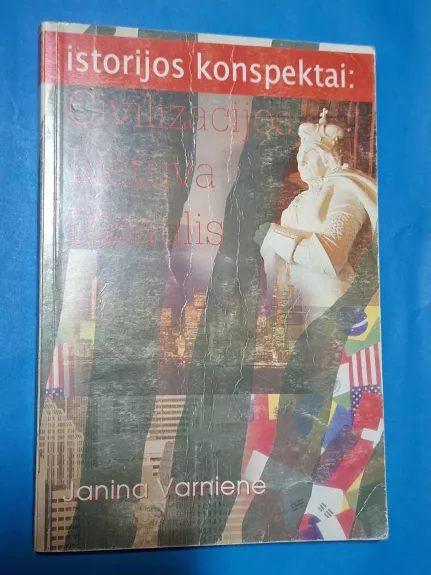 istorijos konspektai:
Civilizacijos
Lietuva
Pasaulis
Janina Varnienė